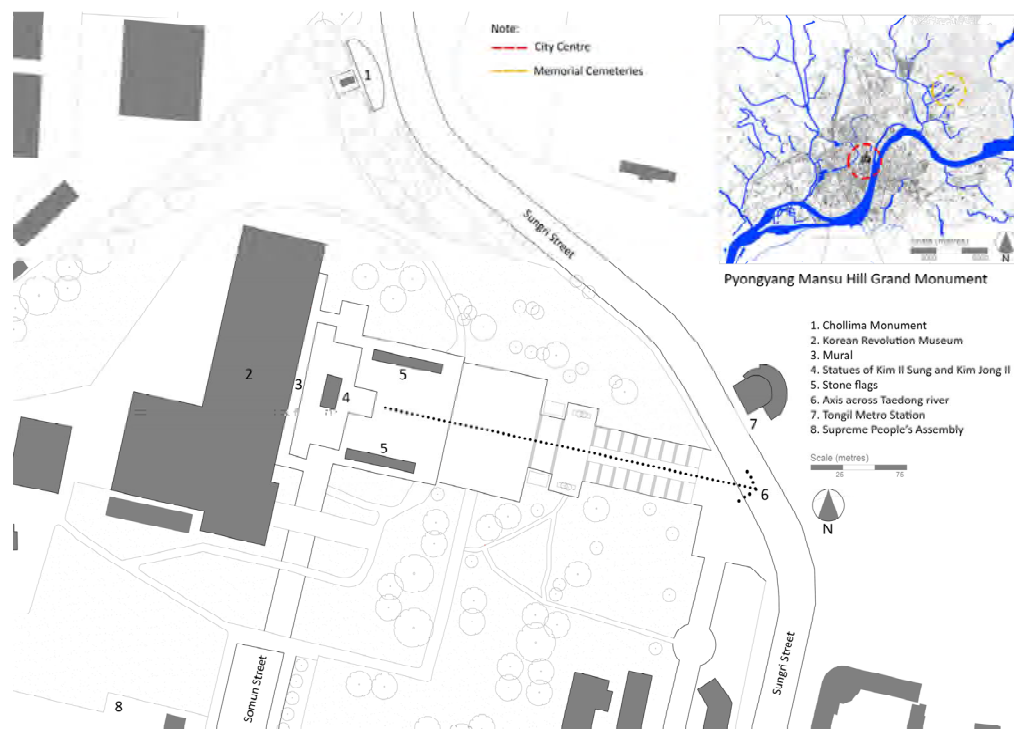 Note:
City Centre
Memorial Cemeteries
N
Pyongyang Mansu Hill Grand Monument
1. Chollima Monument
2. Korean Revolution Museum
3. Mural
4. Statues of Kim Il Sung and Kim Jong Il
5. Stone flags
6. Axis across Taedong river
7. Tongil Metro Station
8. Supreme People's Assembly
Scale (metres)
25 75
N
1
Sungri Street
2
3
4
5
5
6
7
8
Somun Street
Sungri Street